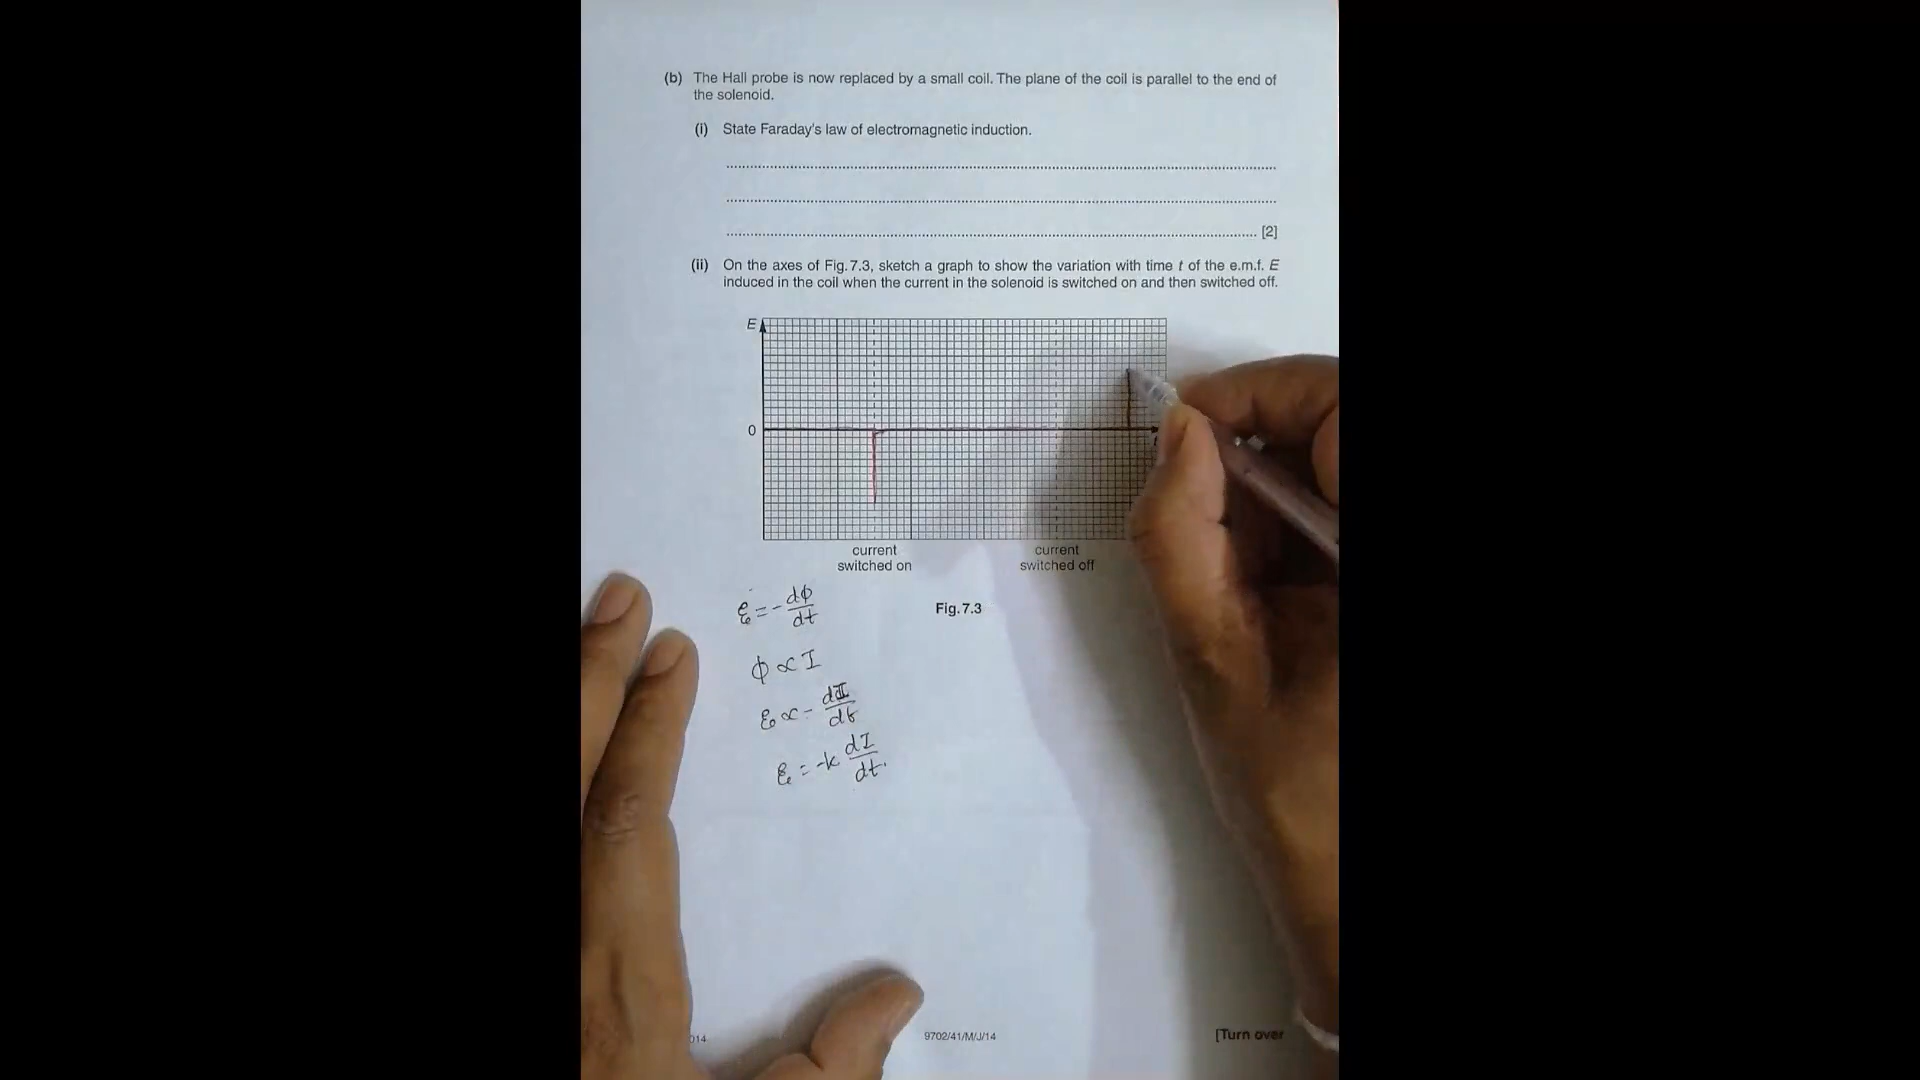 (b) The Hall probe is now replaced by a small coil. The plane of the coil is parallel to the end of
the solenoid.
(i) State Faraday's law of electromagnetic induction.
[2]
(ii) On the axes of Fig. 7.3, sketch a graph to show the variation with time t of the e.m.f. E
induced in the coil when the current in the solenoid is switched on and then switched off.
E
0
current
switched on
current
switched off
Fig. 7.3
ε = - dϕ/dt
ϕ ∝ I
ε ∝ - dI/dt
ε = -k dI/dt.
014
9702/41/M/J/14
[Turn over